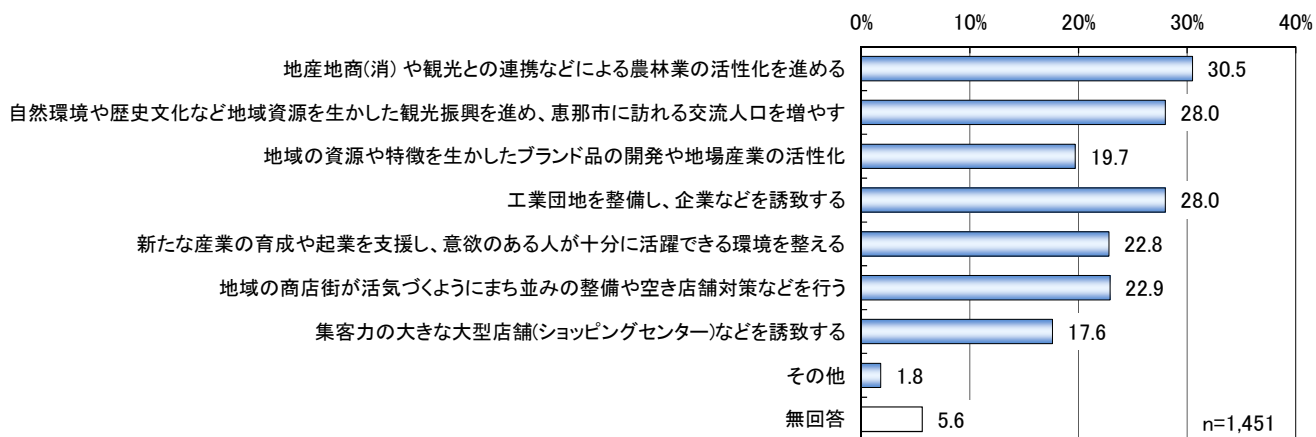 0% 10% 20% 30% 40%
地産地商(消) や観光との連携などによる農林業の活性化を進める 30.5
自然環境や歴史文化など地域資源を生かした観光振興を進め、恵那市に訪れる交流人口を増やす 28.0
地域の資源や特徴を生かしたブランド品の開発や地場産業の活性化 19.7
工業団地を整備し、企業などを誘致する 28.0
新たな産業の育成や起業を支援し、意欲のある人が十分に活躍できる環境を整える 22.8
地域の商店街が活気づくようにまち並みの整備や空き店舗対策などを行う 22.9
集客力の大きな大型店舗(ショッピングセンター)などを誘致する 17.6
その他 1.8
無回答 5.6 n=1,451